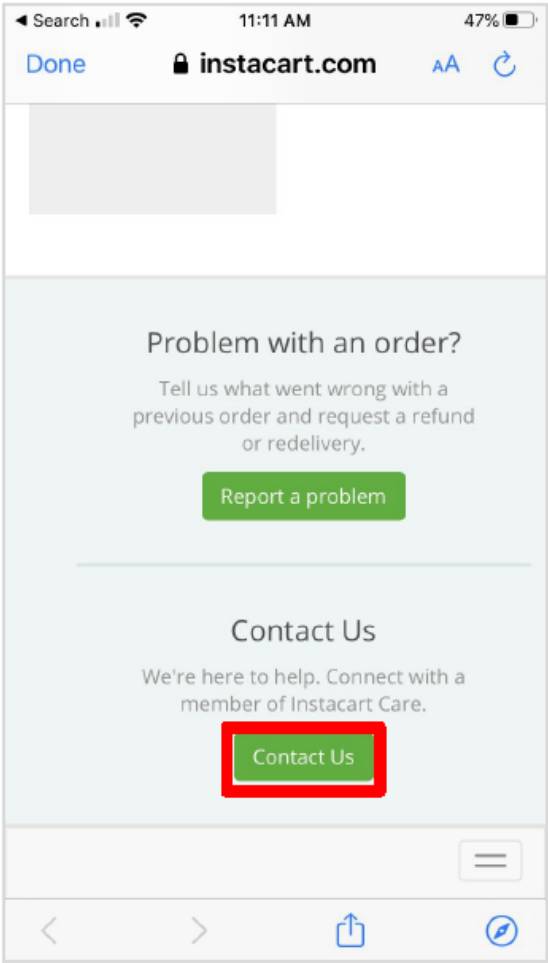 ◀ Search 11:11 AM 47%
Done instacart.com AA
Problem with an order?
Tell us what went wrong with a
previous order and request a refund
or redelivery.
Report a problem
Contact Us
We're here to help. Connect with a
member of Instacart Care.
Contact Us